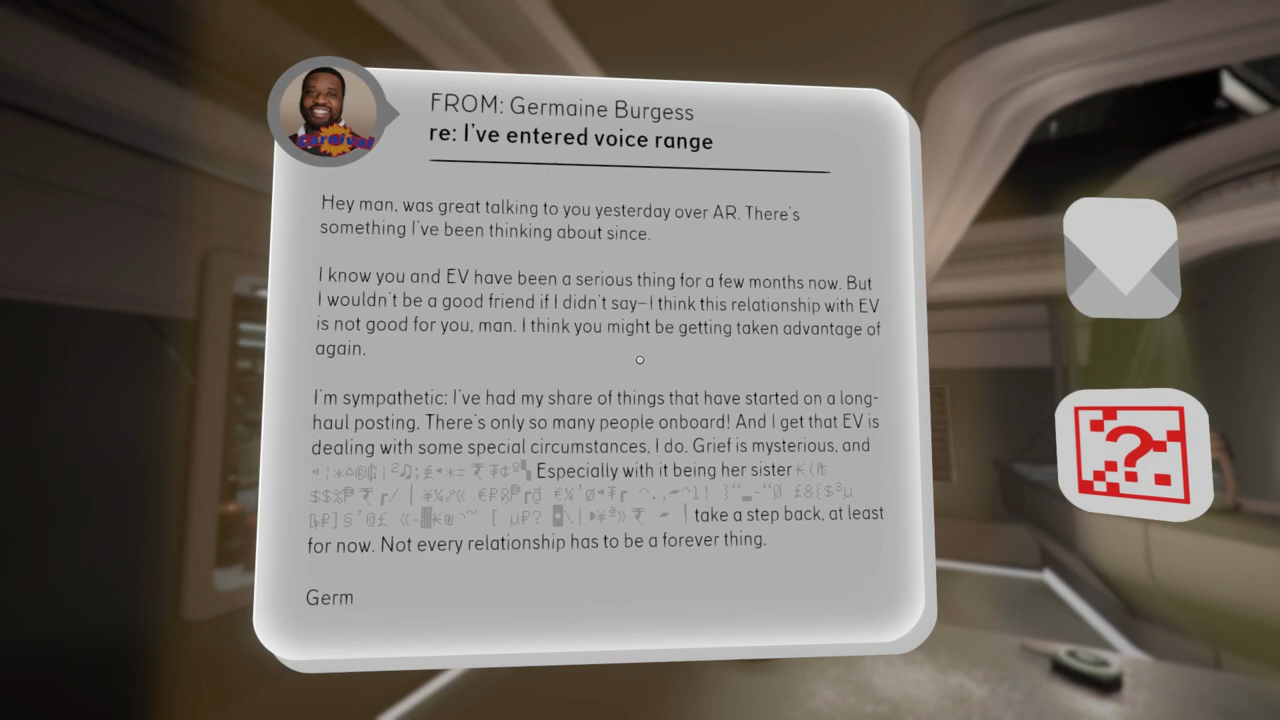 Carnival
FROM: Germaine Burgess
re: I've entered voice range
Hey man, was great talking to you yesterday over AR. There's
something I've been thinking about since.
I know you and EV have been a serious thing for a few months now. But
I wouldn't be a good friend if I didn't say—I think this relationship with EV
is not good for you, man. I think you might be getting taken advantage of
again.
I'm sympathetic: I've had my share of things that have started on a long-
haul posting. There's only so many people onboard! And I get that EV is
dealing with some special circumstances, I do. Grief is mysterious, and
Especially with it being her sister
take a step back, at least
for now. Not every relationship has to be a forever thing.
Germ
?